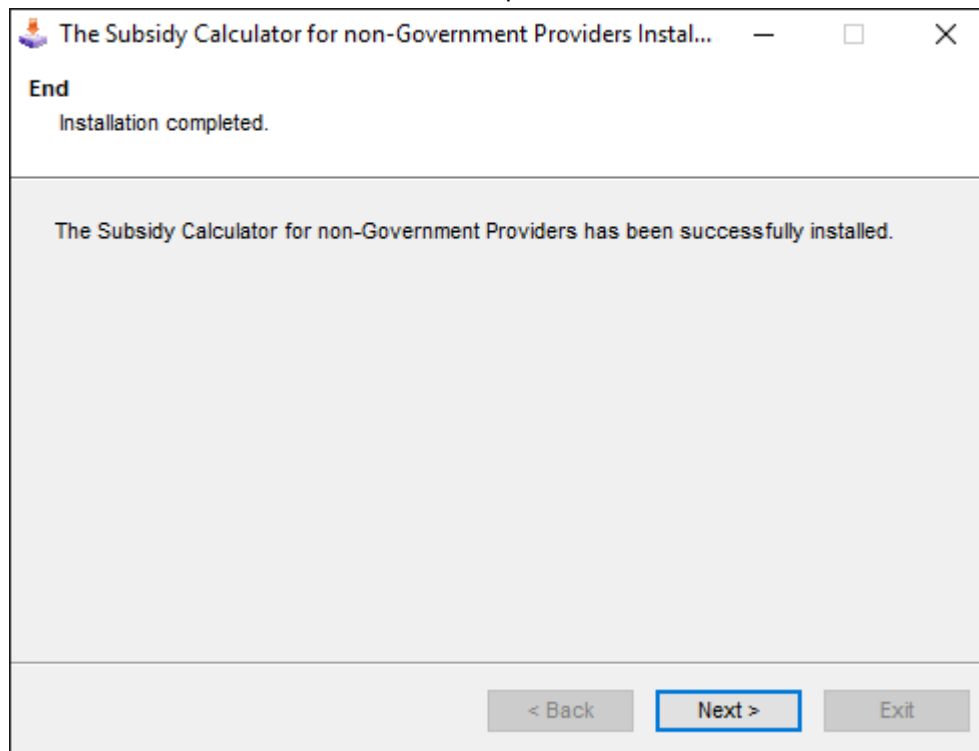 The Subsidy Calculator for non-Government Providers Instal...
End
Installation completed.
The Subsidy Calculator for non-Government Providers has been successfully installed.
< Back
Next >
Exit